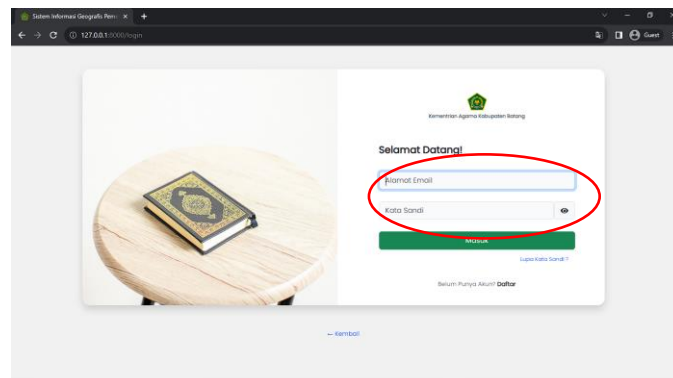 Sistem Informasi Geografis Pem
127.0.0.1:8000/login
Guest
Kementrian Agama Kabupaten Batang
Selamat Datang!
Alamat Email
Kata Sandi
Masuk
Lupa Kata Sandi ?
Belum Punya Akun? Daftar
← Kembali